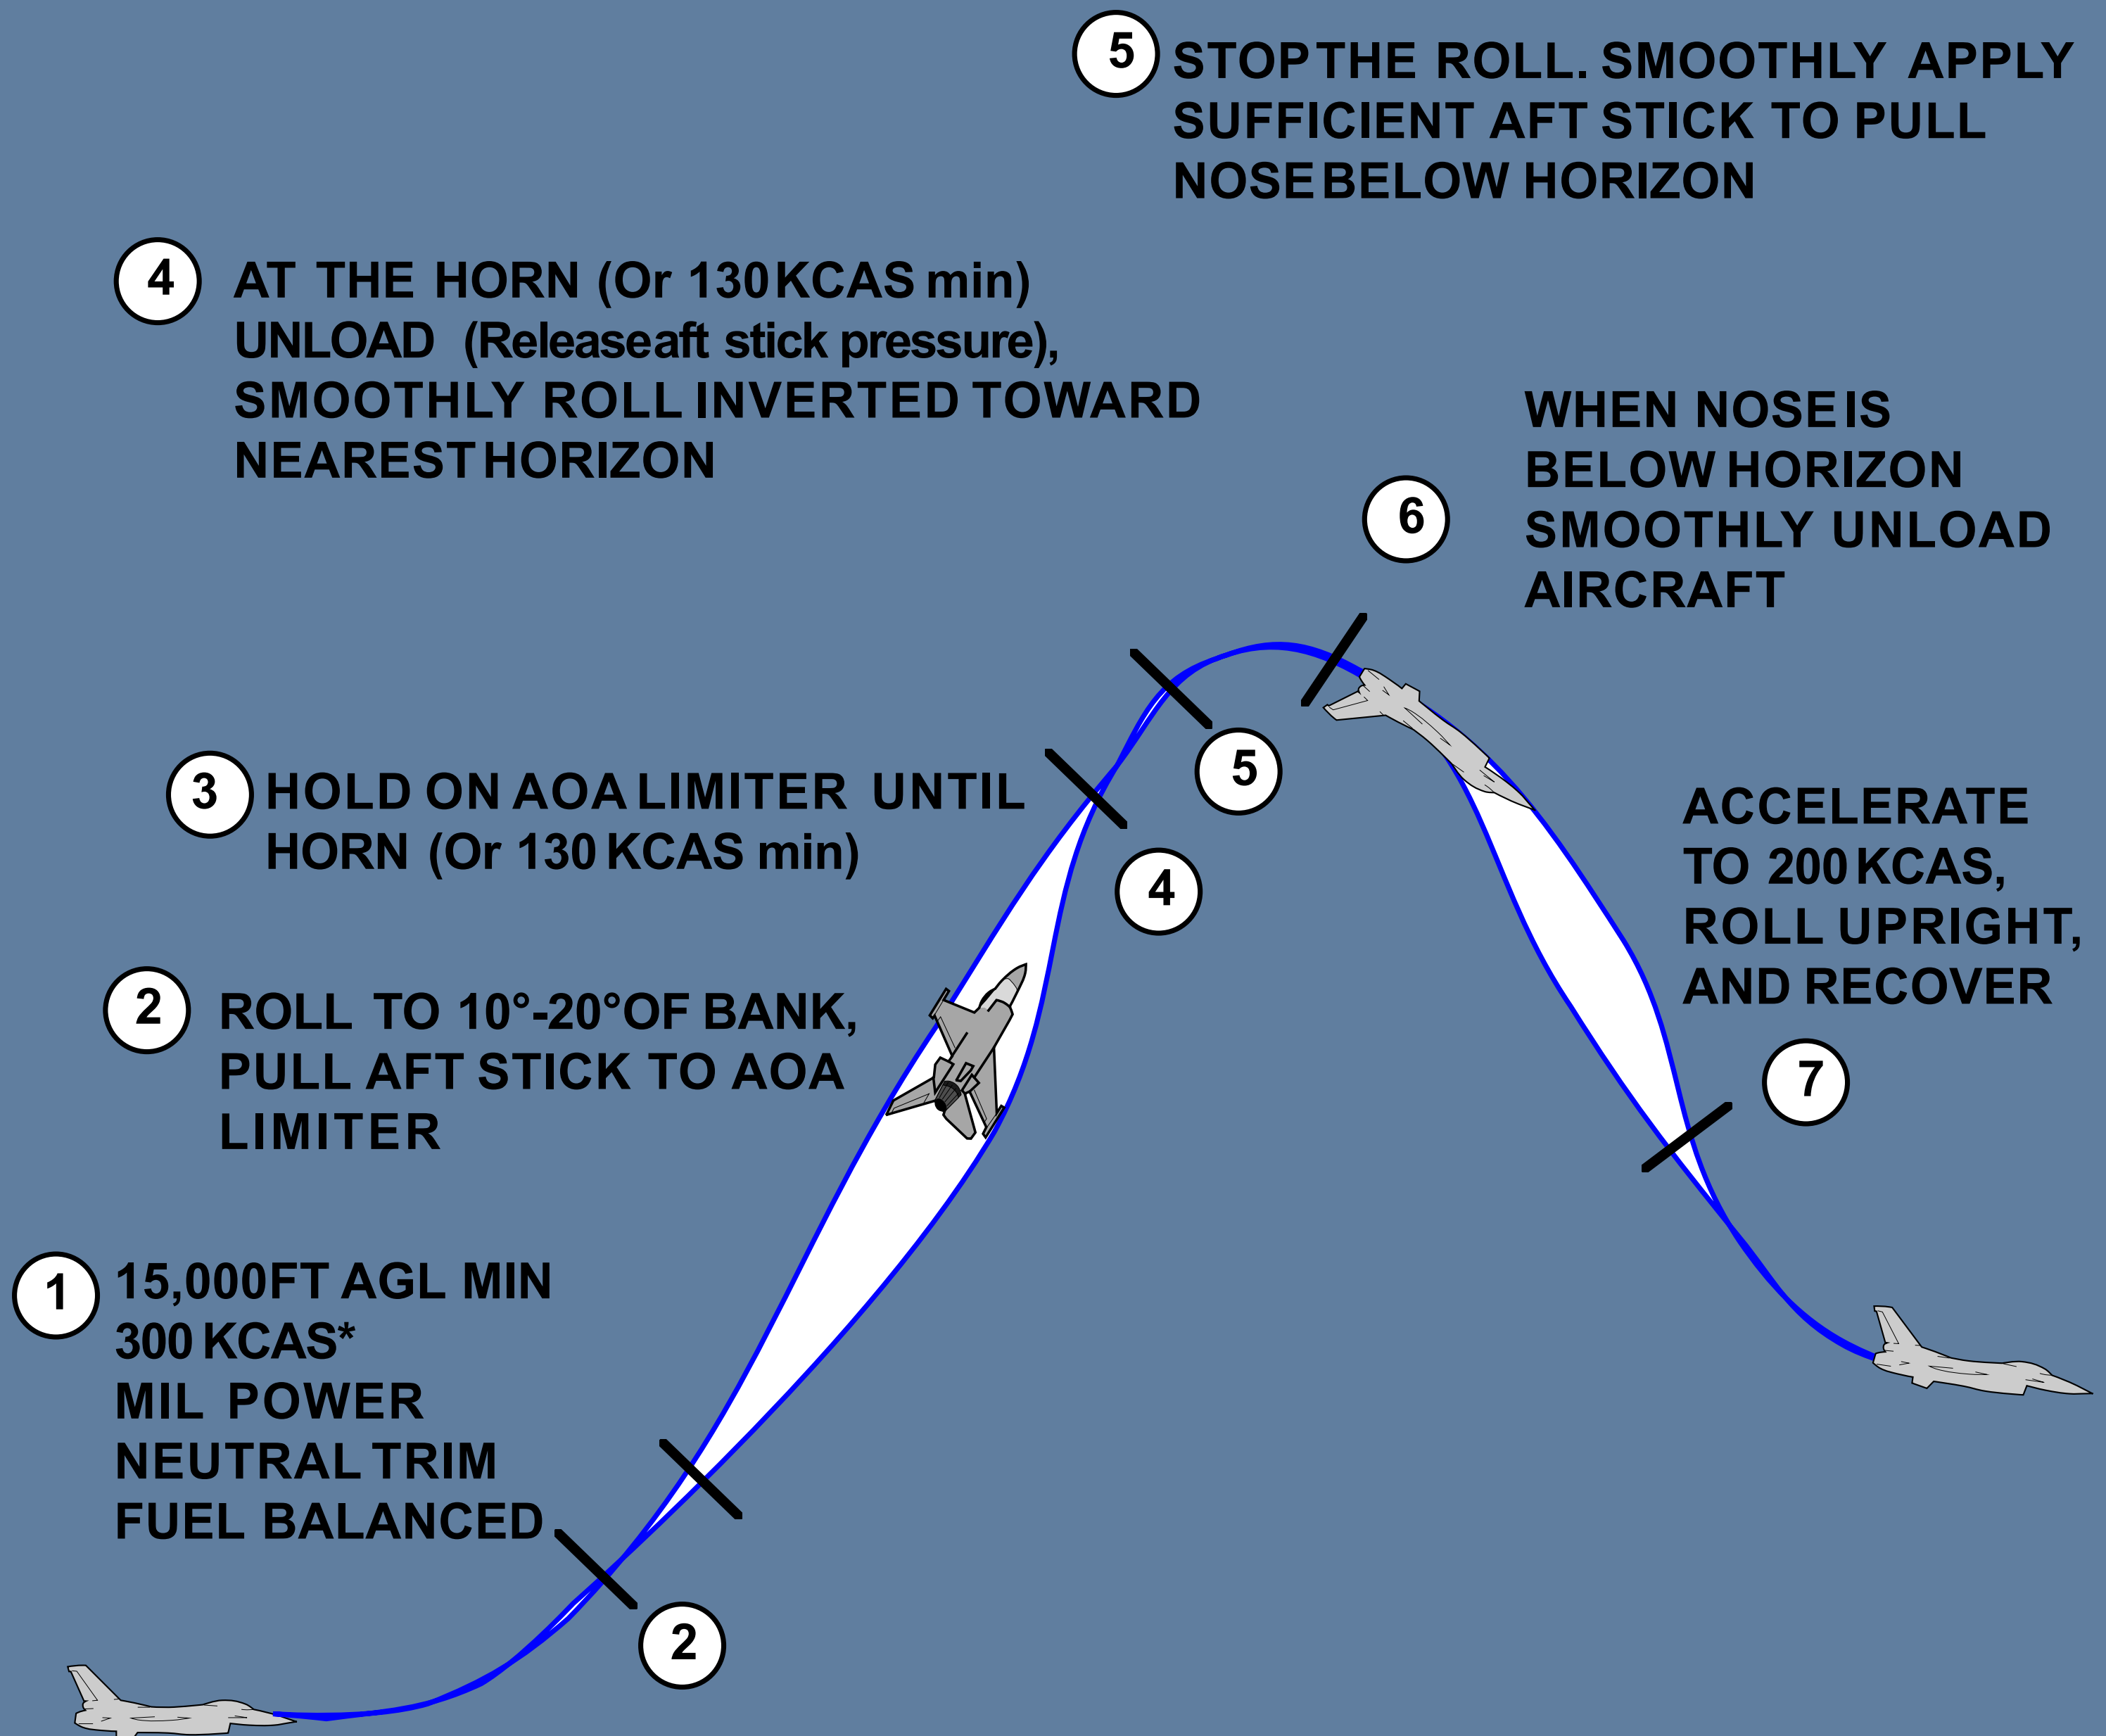 5 STOP THE ROLL. SMOOTHLY APPLY
SUFFICIENT AFT STICK TO PULL
NOSE BELOW HORIZON
4 AT THE HORN (Or 130 KCAS min)
UNLOAD (Release aft stick pressure),
SMOOTHLY ROLL INVERTED TOWARD
NEAREST HORIZON
6 WHEN NOSE IS
BELOW HORIZON
SMOOTHLY UNLOAD
AIRCRAFT
3 HOLD ON AOA LIMITER UNTIL
HORN (Or 130 KCAS min)
5
4
ACCELERATE
TO 200 KCAS,
ROLL UPRIGHT,
AND RECOVER
7
2 ROLL TO 10°-20° OF BANK,
PULL AFT STICK TO AOA
LIMITER
1 15,000 FT AGL MIN
300 KCAS*
MIL POWER
NEUTRAL TRIM
FUEL BALANCED
2